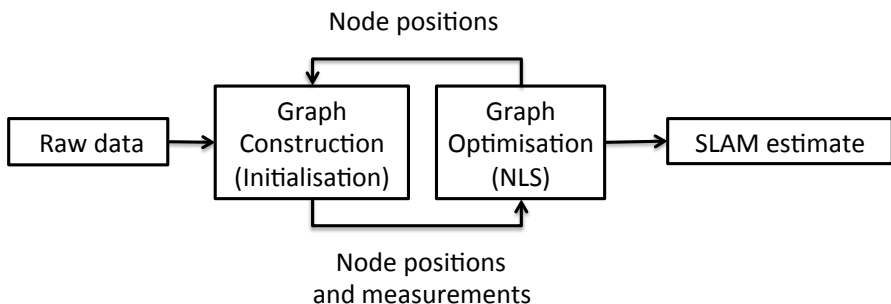 Node positions
Raw data
Graph
Construction
(Initialisation)
Graph
Optimisation
(NLS)
SLAM estimate
Node positions
and measurements